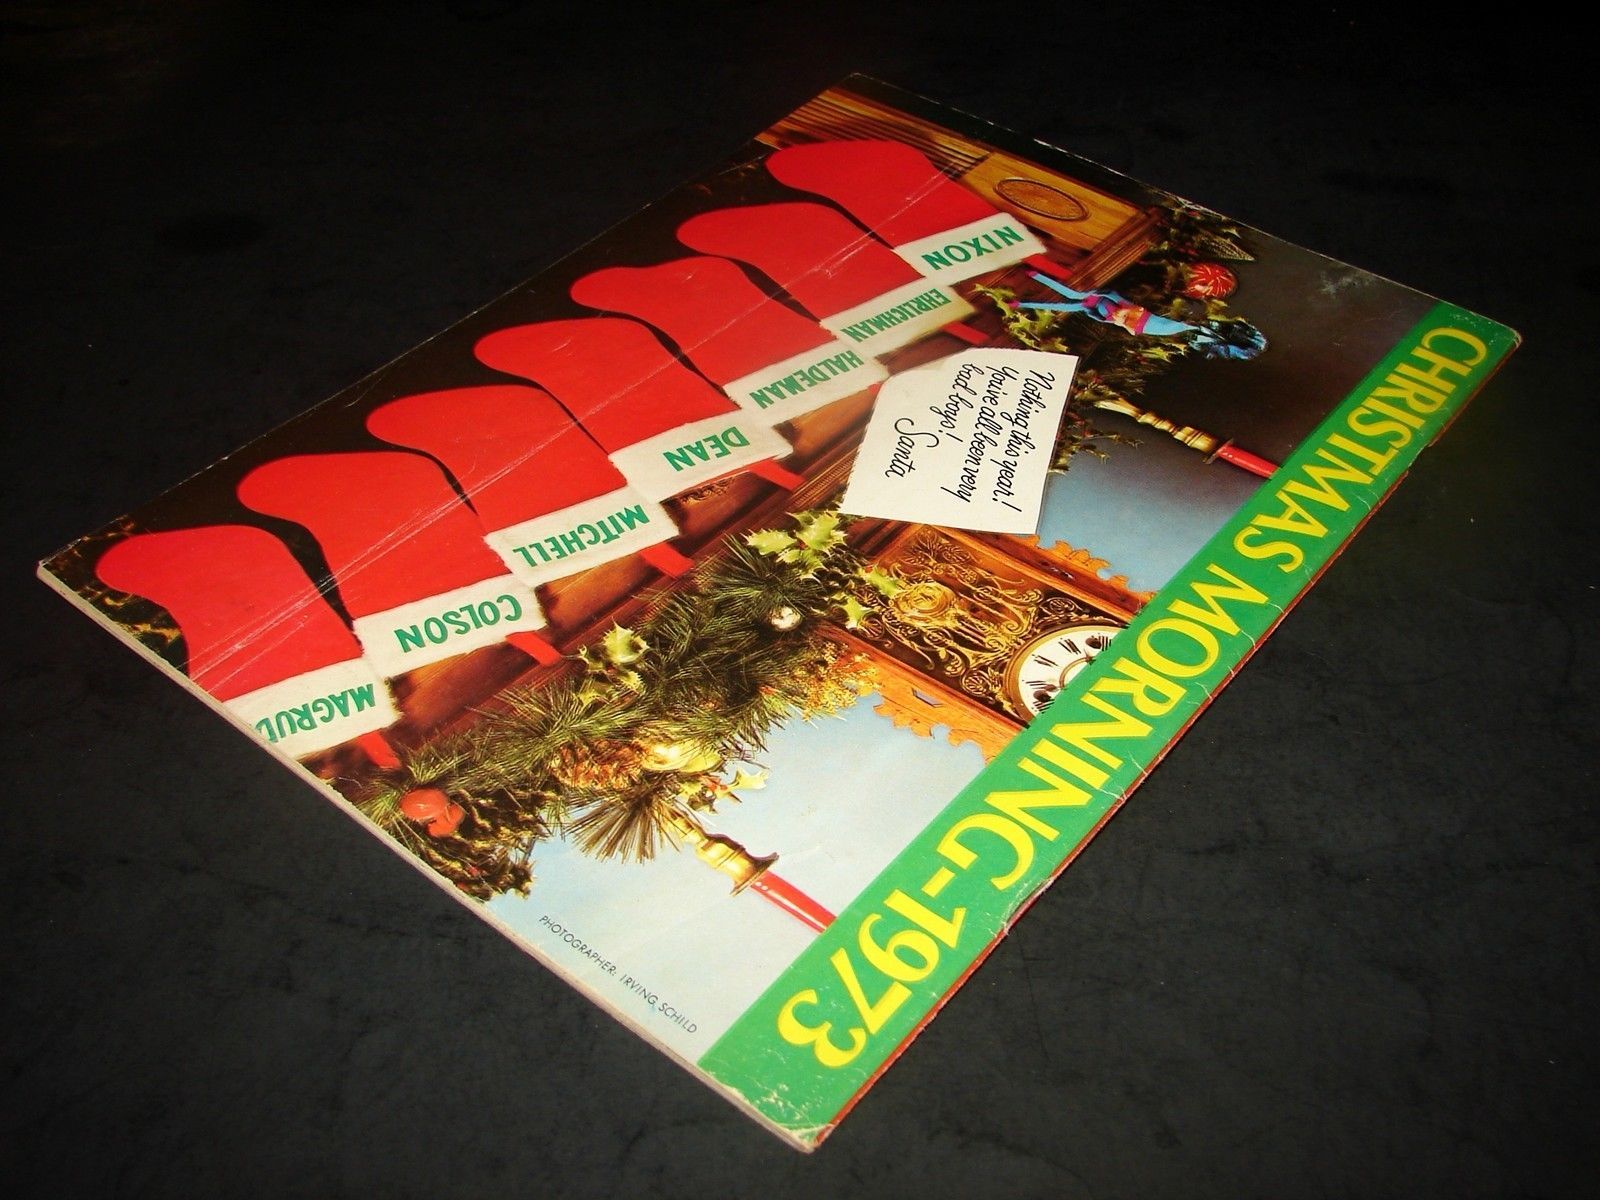 CHRISTMAS MORNING-1973
Nothing this year!
You've all been very
bad boys!
Santa
NIXON
EHRLICHMAN
HALDEMAN
DEAN
MITCHELL
COLSON
MAGRUD
PHOTOGRAPHER: IRVING SCHILD